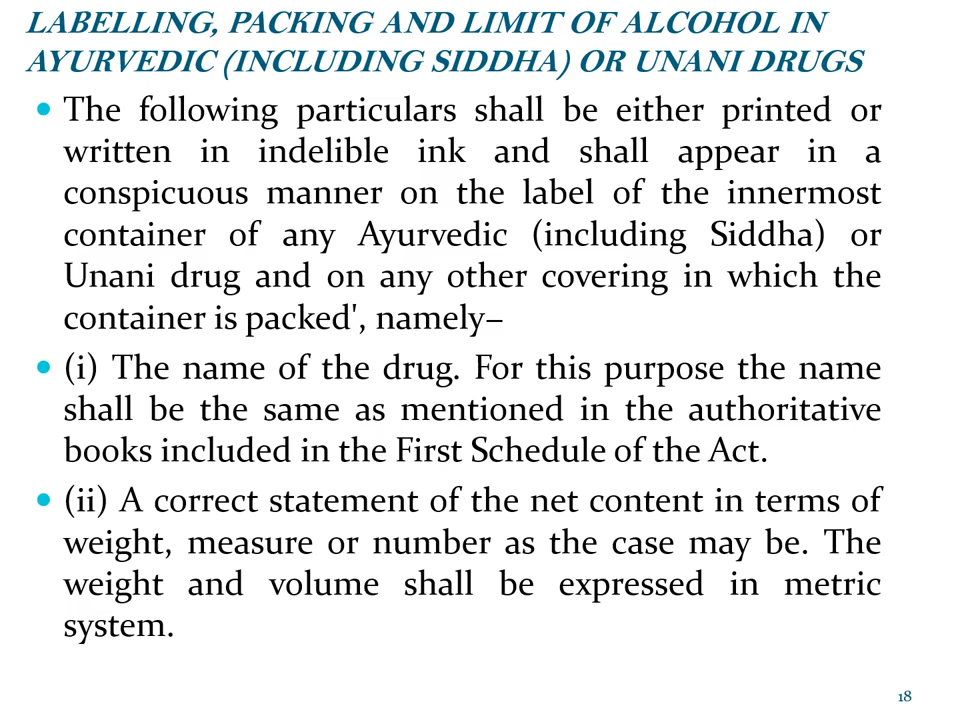 LABELLING, PACKING AND LIMIT OF ALCOHOL IN
AYURVEDIC (INCLUDING SIDDHA) OR UNANI DRUGS
• The following particulars shall be either printed or
written in indelible ink and shall appear in a
conspicuous manner on the label of the innermost
container of any Ayurvedic (including Siddha) or
Unani drug and on any other covering in which the
container is packed', namely–
• (i) The name of the drug. For this purpose the name
shall be the same as mentioned in the authoritative
books included in the First Schedule of the Act.
• (ii) A correct statement of the net content in terms of
weight, measure or number as the case may be. The
weight and volume shall be expressed in metric
system.
18